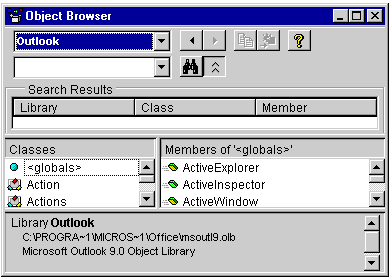 Object Browser
Outlook
Search Results
Library Class Member
Classes Members of '<globals>'
<globals> ActiveExplorer
Action ActiveInspector
Actions ActiveWindow
Library Outlook
C:\PROGRA~1\MICROS~1\Office\msoutl9.olb
Microsoft Outlook 9.0 Object Library